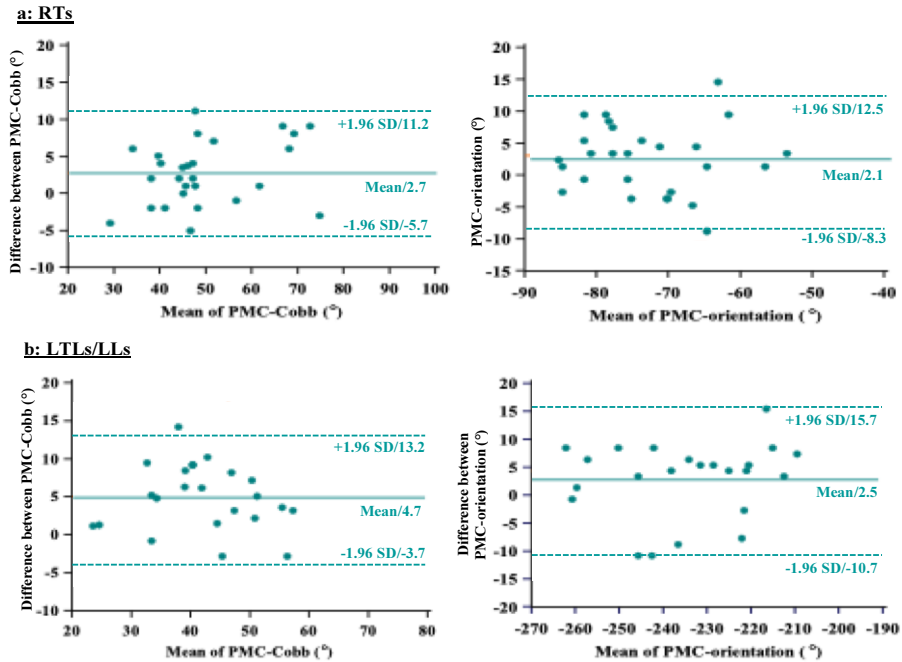 a: RTs
Difference between PMC-Cobb (°)
20
15
10
5
0
-5
-10
+1.96 SD/11.2
Mean/2.7
-1.96 SD/-5.7
20 30 40 50 60 70 80 90 100
Mean of PMC-Cobb (°)
PMC-orientation (°)
20
15
10
5
0
-5
-10
-15
+1.96 SD/12.5
Mean/2.1
-1.96 SD/-8.3
-90 -80 -70 -60 -50 -40
Mean of PMC-orientation (°)
b: LTLs/LLs
Difference between PMC-Cobb (°)
20
15
10
5
0
-5
-10
+1.96 SD/13.2
Mean/4.7
-1.96 SD/-3.7
20 30 40 50 60 70 80
Mean of PMC-Cobb (°)
Difference between
PMC-orientation (°)
20
15
10
5
0
-5
-10
-15
-20
+1.96 SD/15.7
Mean/2.5
-1.96 SD/-10.7
-270 -260 -250 -240 -230 -220 -210 -200 -190
Mean of PMC-orientation (°)